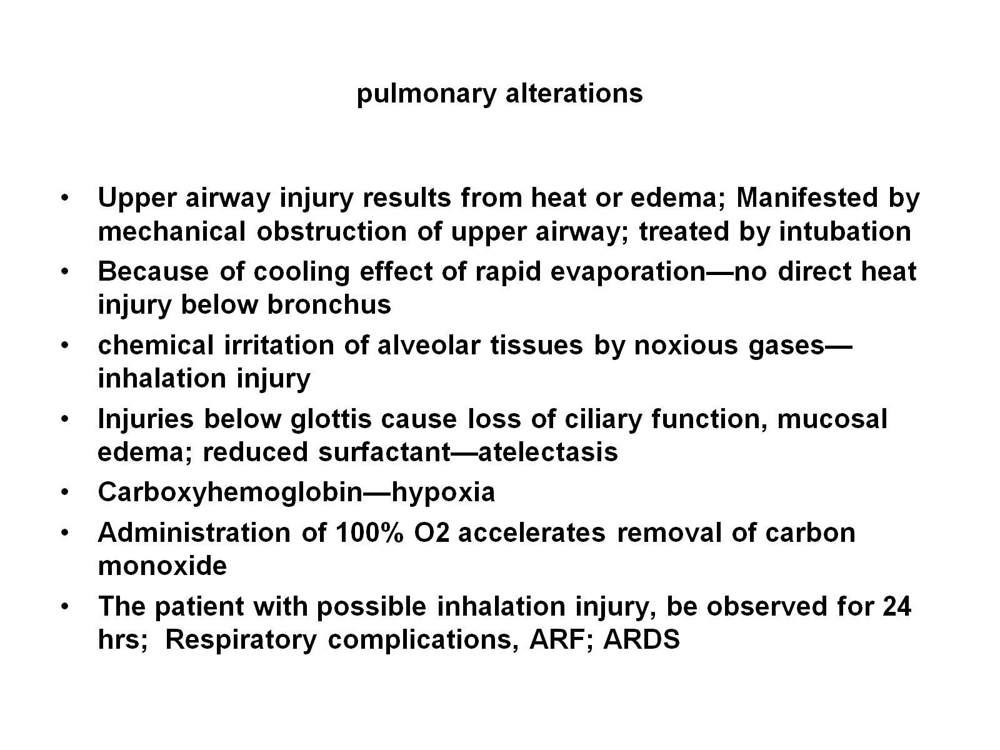 pulmonary alterations
• Upper airway injury results from heat or edema; Manifested by
mechanical obstruction of upper airway; treated by intubation
• Because of cooling effect of rapid evaporation—no direct heat
injury below bronchus
• chemical irritation of alveolar tissues by noxious gases—
inhalation injury
• Injuries below glottis cause loss of ciliary function, mucosal
edema; reduced surfactant—atelectasis
• Carboxyhemoglobin—hypoxia
• Administration of 100% O2 accelerates removal of carbon
monoxide
• The patient with possible inhalation injury, be observed for 24
hrs;  Respiratory complications, ARF; ARDS